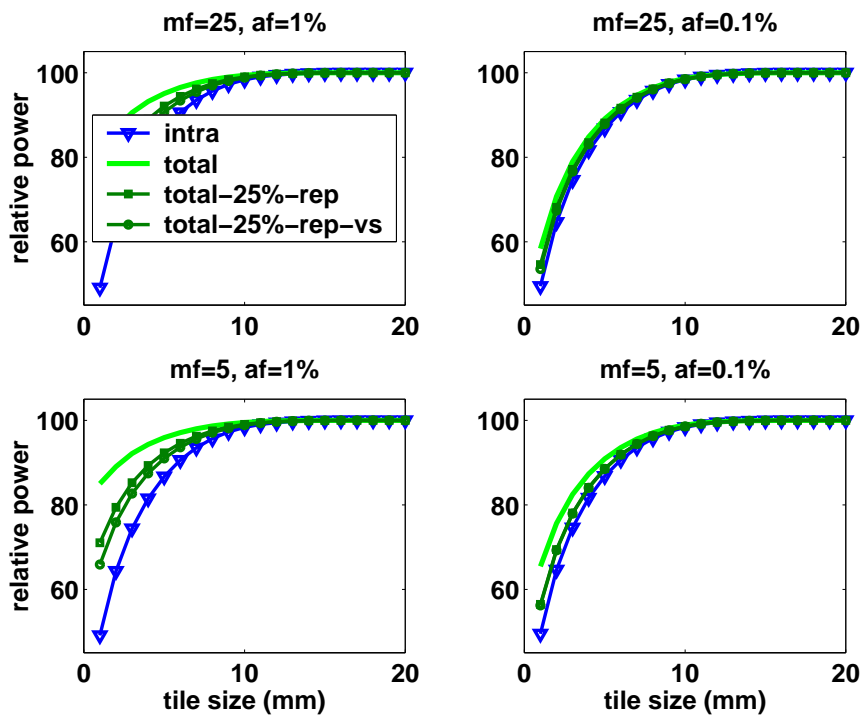 mf=25, af=1%
mf=25, af=0.1%
relative power
100
80
60
0
10
20
intra
total
total−25%−rep
total−25%−rep−vs
100
80
60
0
10
20
mf=5, af=1%
mf=5, af=0.1%
relative power
100
80
60
0
10
20
tile size (mm)
100
80
60
0
10
20
tile size (mm)